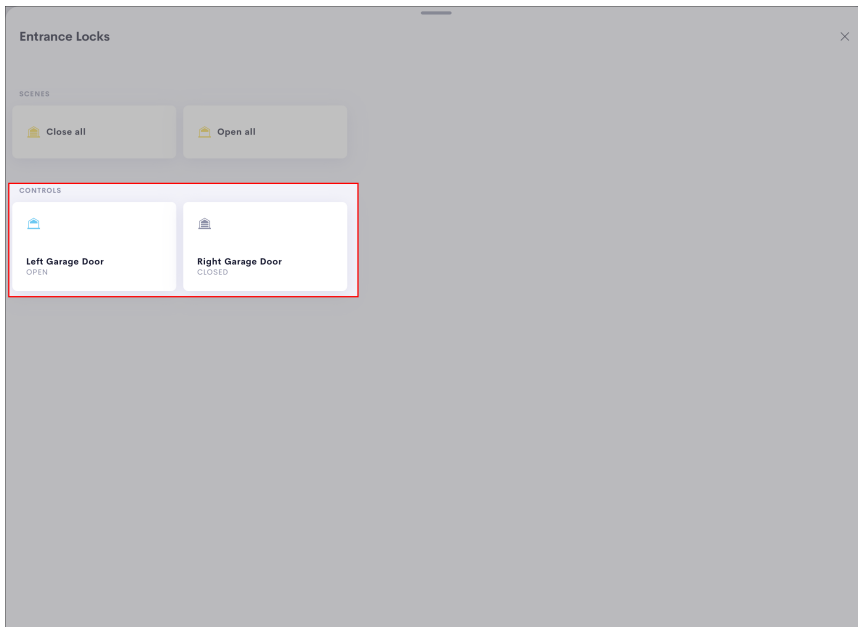 Entrance Locks
SCENES
Close all
Open all
CONTROLS
Left Garage Door
OPEN
Right Garage Door
CLOSED